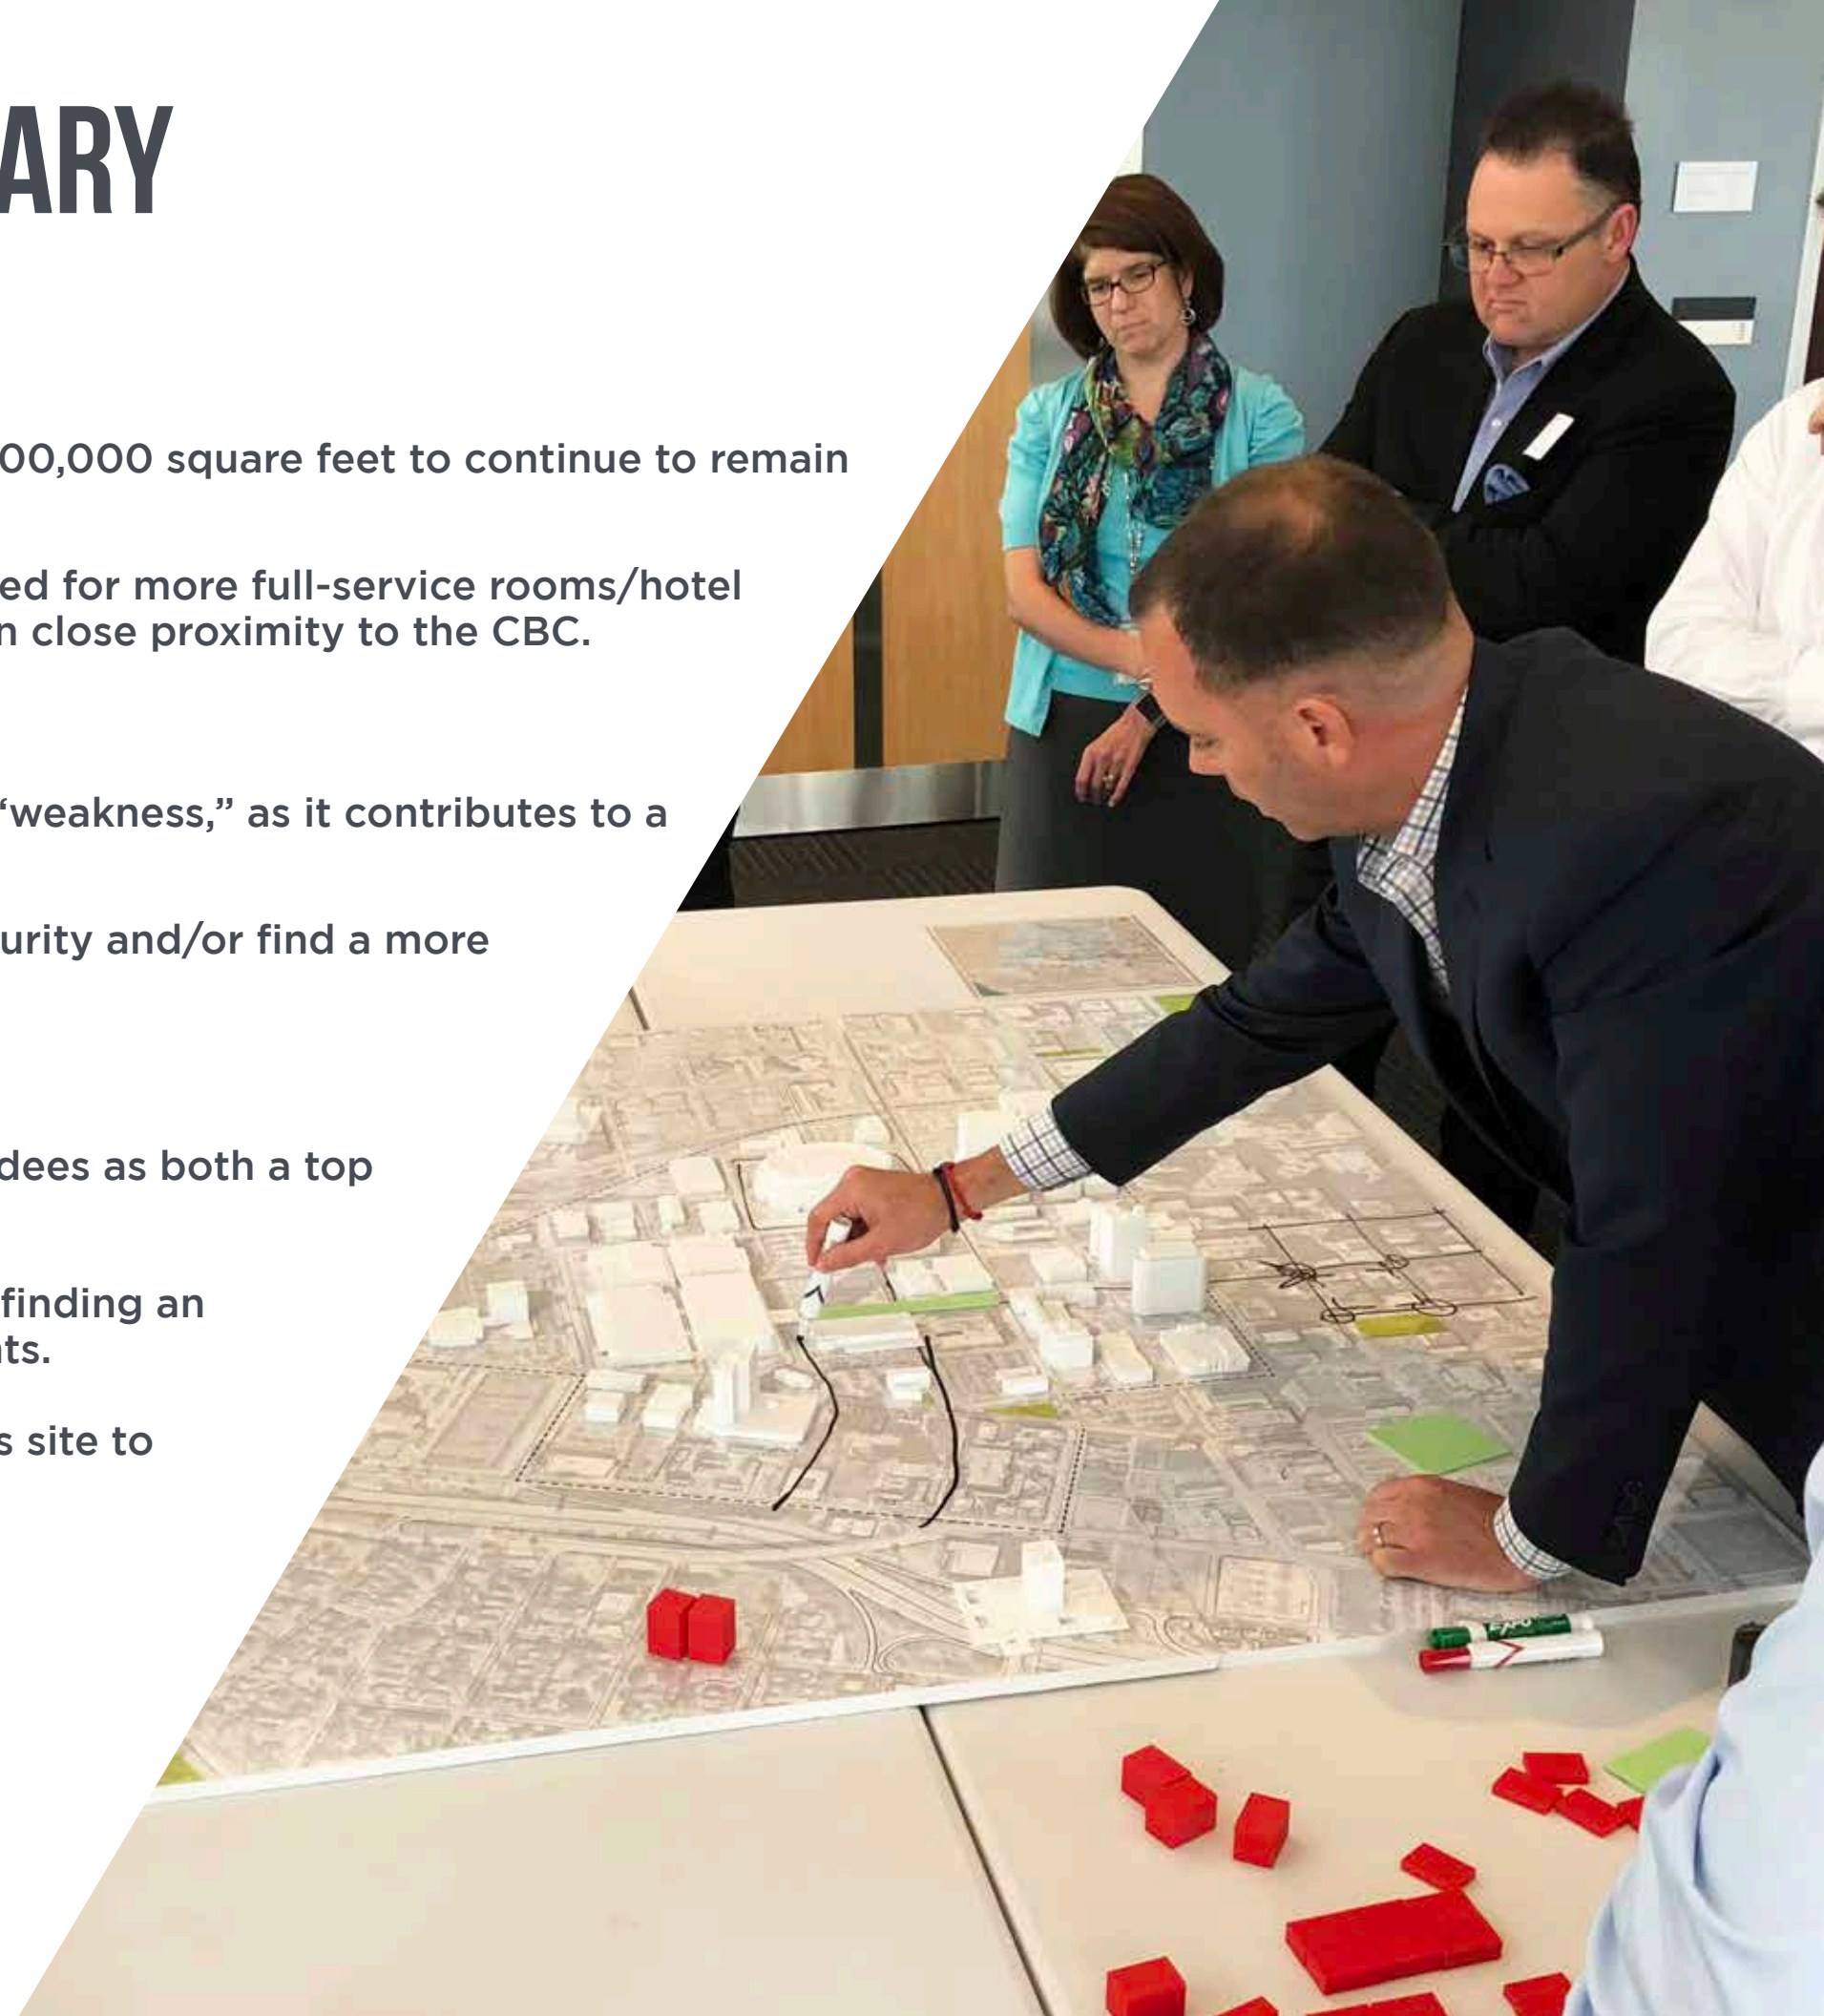 ARY
00,000 square feet to continue to remain
ed for more full-service rooms/hotel
n close proximity to the CBC.
“weakness,” as it contributes to a
urity and/or find a more
dees as both a top
finding an
ts.
s site to